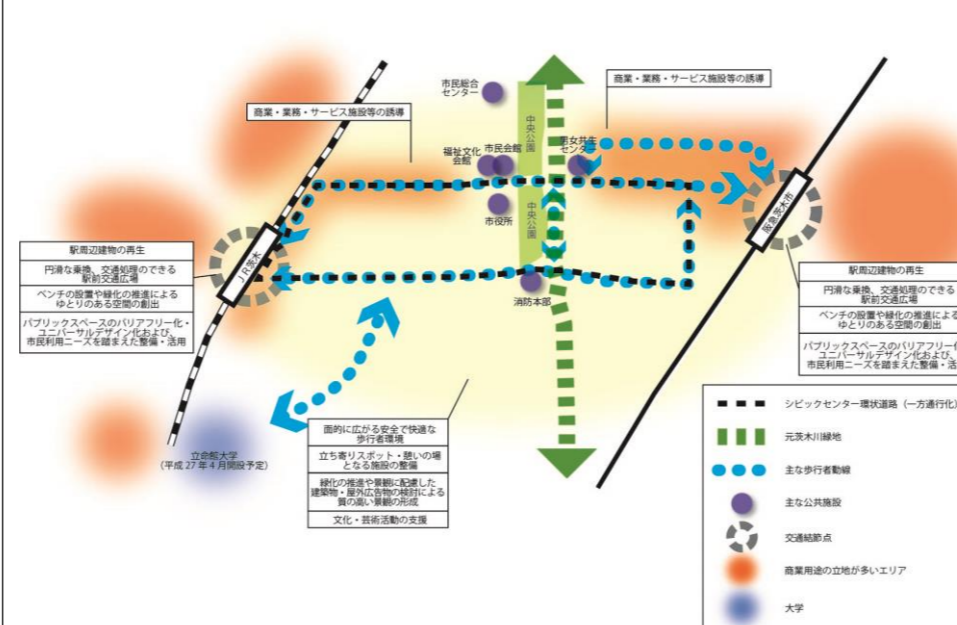 市民総合
センター
商業・業務・サービス施設等の誘導
商業・業務・サービス施設等の誘導
中央公園
福祉文化
会館
市民会館
男女共生
センター
市役所
中央公園
阪急茨木市
JR茨木
消防本部
駅周辺建物の再生
円滑な乗換、交通処理のできる
駅前交通広場
ベンチの設置や緑化の推進による
ゆとりのある空間の創出
パブリックスペースのバリアフリー化・
ユニバーサルデザイン化および、
市民利用ニーズを踏まえた整備・活用
駅周辺建物の再生
円滑な乗換、交通処理のできる
駅前交通広場
ベンチの設置や緑化の推進による
ゆとりのある空間の創出
パブリックスペースのバリアフリー化
ユニバーサルデザイン化および、
市民利用ニーズを踏まえた整備・活
立命館大学
(平成27年4月開設予定)
面的に広がる安全で快適な
歩行者環境
立ち寄りスポット・憩いの場
となる施設の整備
緑化の推進や景観に配慮した
建築物・屋外広告物の検討による
質の高い景観の形成
文化・芸術活動の支援
シビックセンター環状道路(一方通行化)
元茨木川緑地
主な歩行者動線
主な公共施設
交通結節点
商業用途の立地が多いエリア
大学